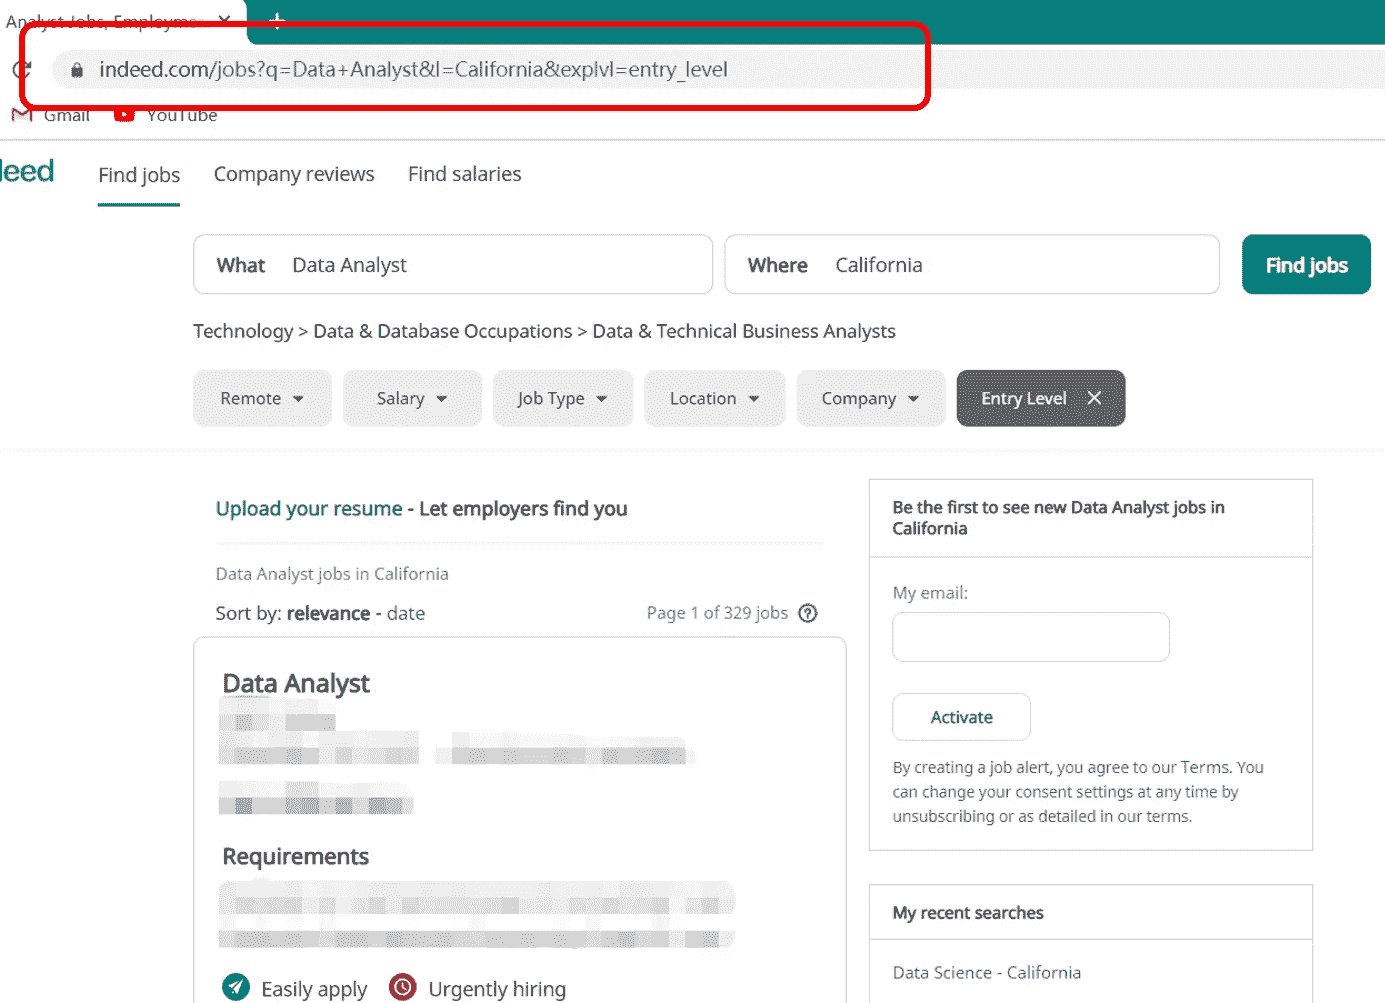 Analyst Jobs, Employme
indeed.com/jobs?q=Data+Analyst&l=California&explvl=entry_level
Gmail YouTube
deed Find jobs Company reviews Find salaries
What Data Analyst Where California Find jobs
Technology > Data & Database Occupations > Data & Technical Business Analysts
Remote Salary Job Type Location Company Entry Level
Upload your resume - Let employers find you
Data Analyst jobs in California
Sort by: relevance - date Page 1 of 329 jobs
Data Analyst
Requirements
Easily apply Urgently hiring
Be the first to see new Data Analyst jobs in
California
My email:
Activate
By creating a job alert, you agree to our Terms. You
can change your consent settings at any time by
unsubscribing or as detailed in our terms.
My recent searches
Data Science - California